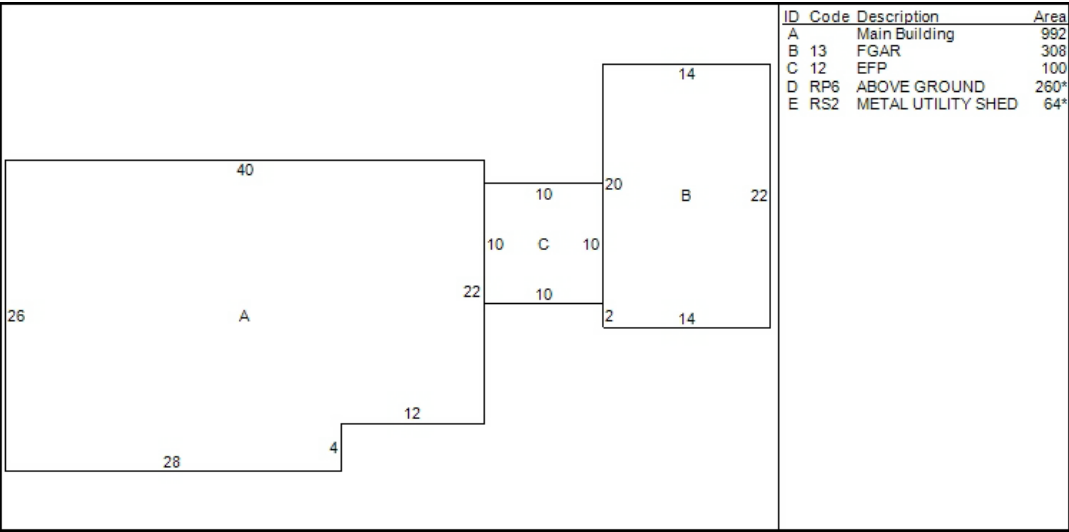 ID Code Description Area
A Main Building 992
B 13 FGAR 308
C 12 EFP 100
D RP6 ABOVE GROUND 260*
E RS2 METAL UTILITY SHED 64*
14
40
20
10
B
22
10
C
10
22
10
26
A
2
14
12
4
28